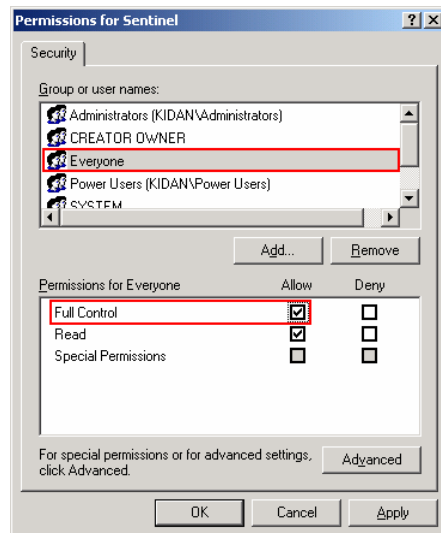 Permissions for Sentinel
Security
Group or user names:
Administrators (KIDAN\Administrators)
CREATOR OWNER
Everyone
Power Users (KIDAN\Power Users)
SYSTEM
Add... Remove
Permissions for Everyone Allow Deny
Full Control
Read
Special Permissions
For special permissions or for advanced settings,
click Advanced. Advanced
OK Cancel Apply